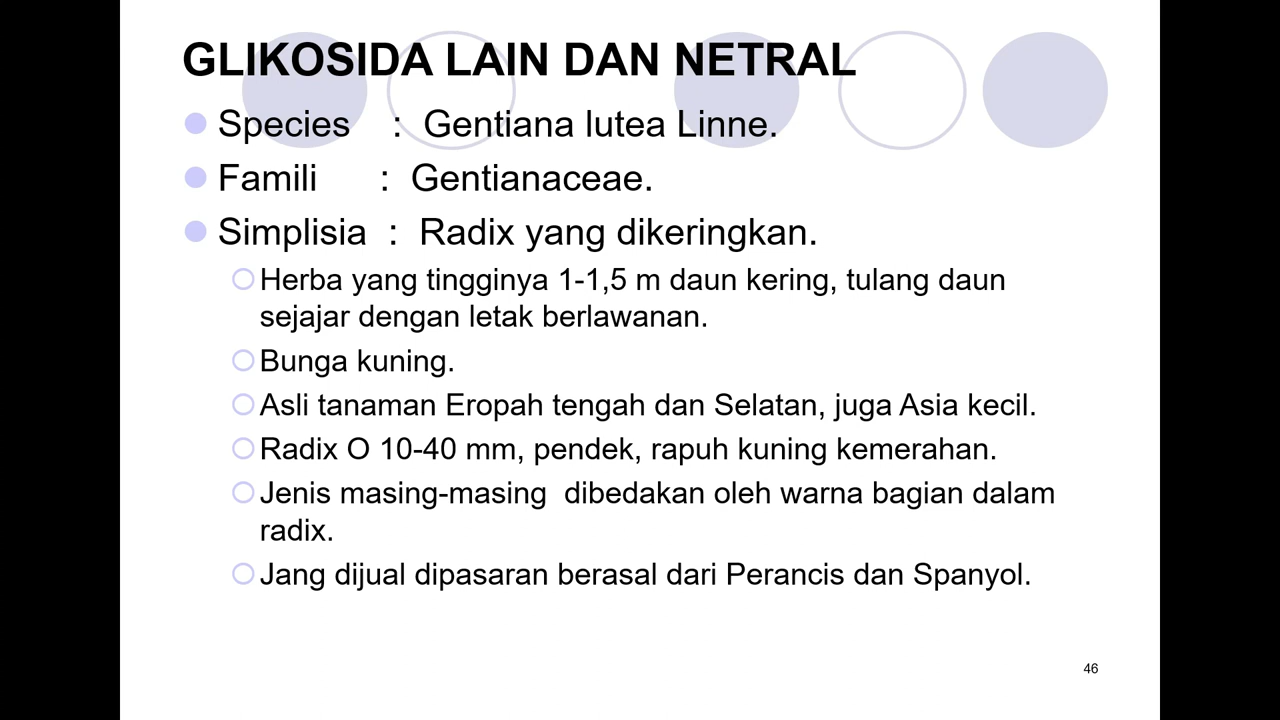 GLIKOSIDA LAIN DAN NETRAL
Species : Gentiana lutea Linne.
Famili : Gentianaceae.
Simplisia : Radix yang dikeringkan.
Herba yang tingginya 1-1,5 m daun kering, tulang daun
sejajar dengan letak berlawanan.
Bunga kuning.
Asli tanaman Eropah tengah dan Selatan, juga Asia kecil.
Radix O 10-40 mm, pendek, rapuh kuning kemerahan.
Jenis masing-masing dibedakan oleh warna bagian dalam
radix.
Jang dijual dipasaran berasal dari Perancis dan Spanyol.
46